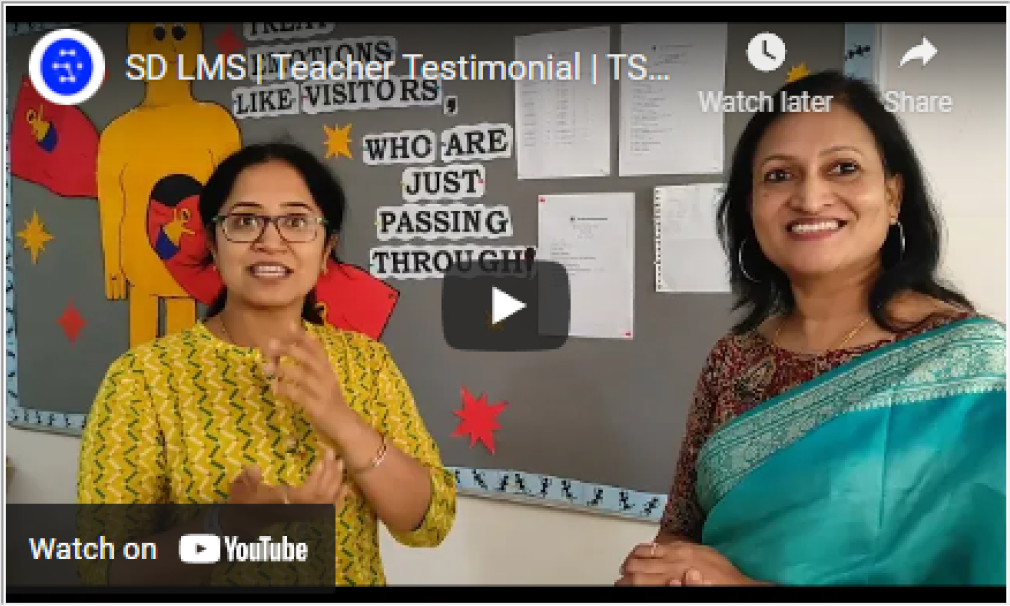 SD LMS | Teacher Testimonial | TS...
Watch later
Share
TREAT
EMOTIONS
LIKE VISITORS,
WHO ARE
JUST
PASSING
THROUGH!
Watch on YouTube